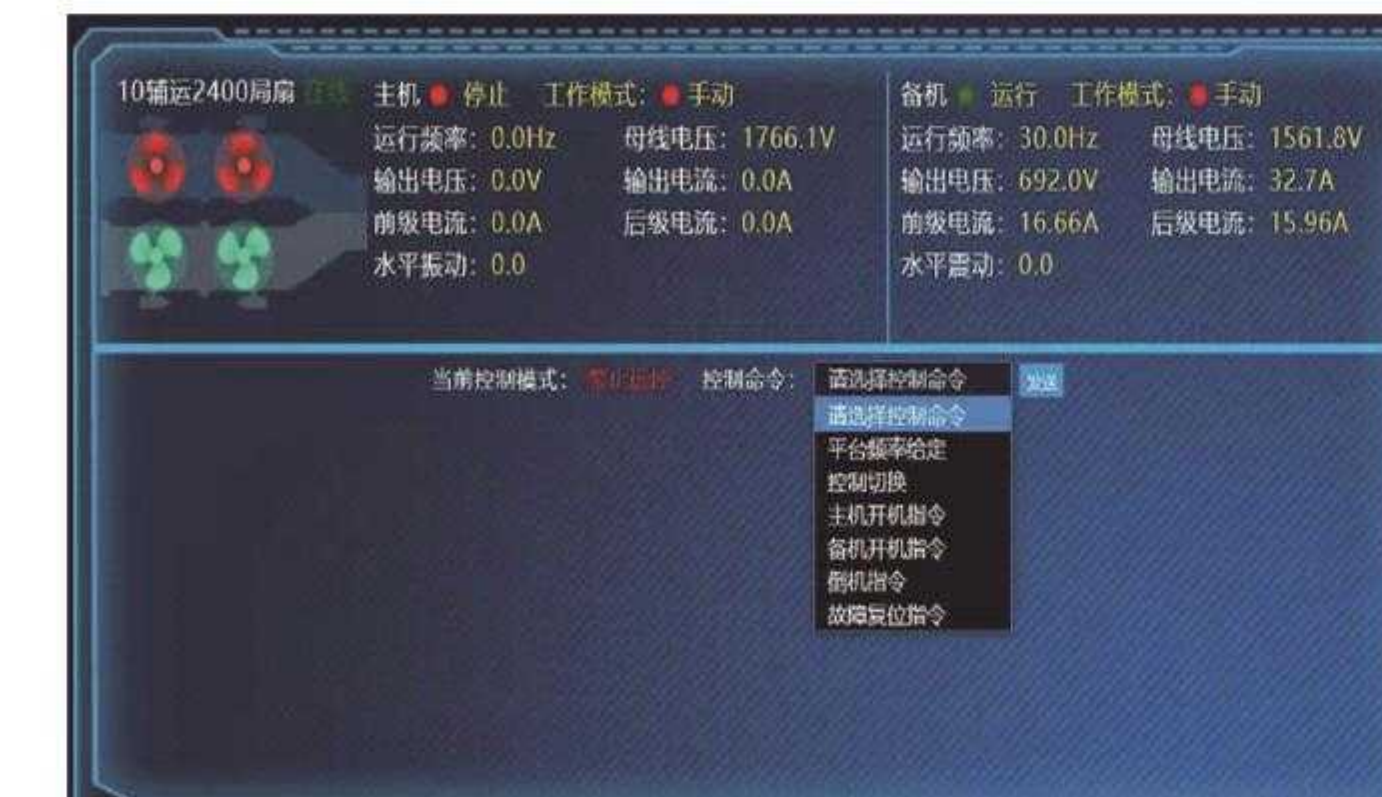 10辅运2400局扇 在线 主机 停止 工作模式: 手动 备机 运行 工作模式: 手动
运行频率: 0.0Hz 母线电压: 1766.1V 运行频率: 30.0Hz 母线电压: 1561.8V
输出电压: 0.0V 输出电流: 0.0A 输出电压: 692.0V 输出电流: 32.7A
前级电流: 0.0A 后级电流: 0.0A 前级电流: 16.66A 后级电流: 15.96A
水平振动: 0.0 水平震动: 0.0
当前控制模式: 禁止远控 控制命令: 请选择控制命令 发送
请选择控制命令
平台频率给定
控制切换
主机开机指令
备机开机指令
倒机指令
故障复位指令